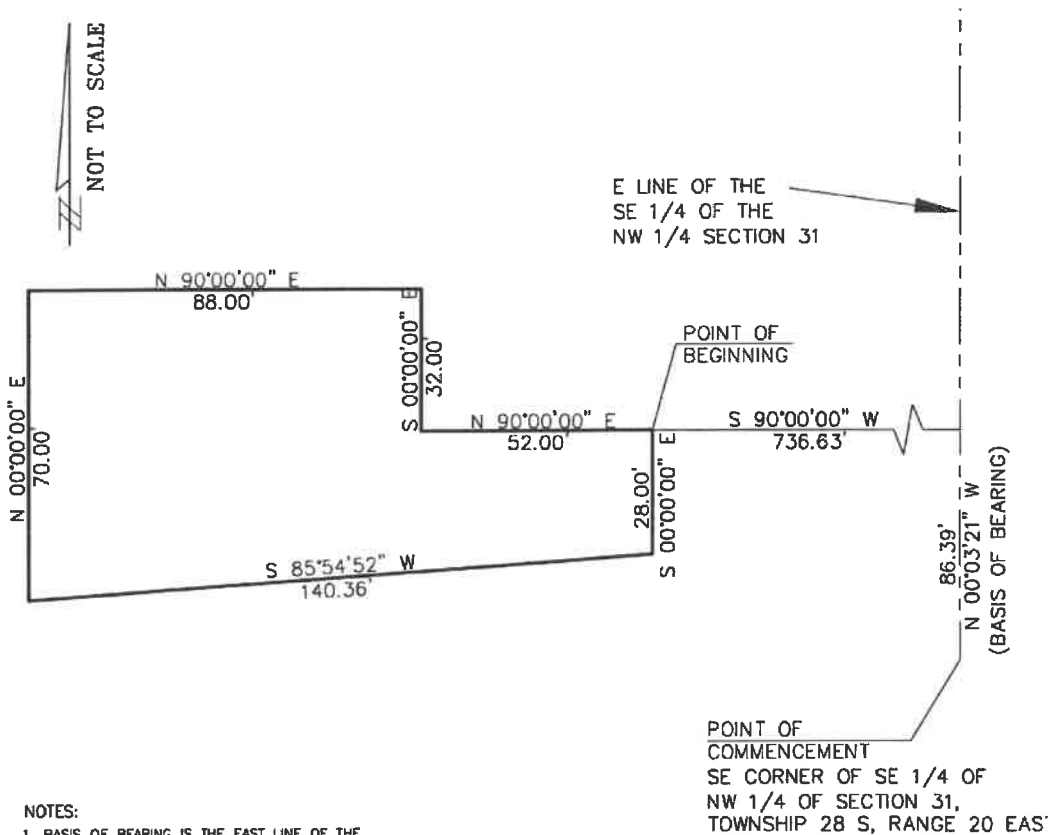 NOT TO SCALE
E LINE OF THE
SE 1/4 OF THE
NW 1/4 SECTION 31
N 90°00'00" E
88.00'
S 00°00'00" E
32.00
POINT OF
BEGINNING
N 00°00'00" E
70.00
N 90°00'00" E
52.00'
S 90°00'00" W
736.63'
28.00'
S 00°00'00" E
S 85°54'52" W
140.36'
86.39'
N 00°03'21" W
(BASIS OF BEARING)
POINT OF
COMMENCEMENT
SE CORNER OF SE 1/4 OF
NW 1/4 OF SECTION 31,
TOWNSHIP 28 S, RANGE 20 EAS
NOTES:
1. BASIS OF BEARING IS THE EAST LINE OF THE